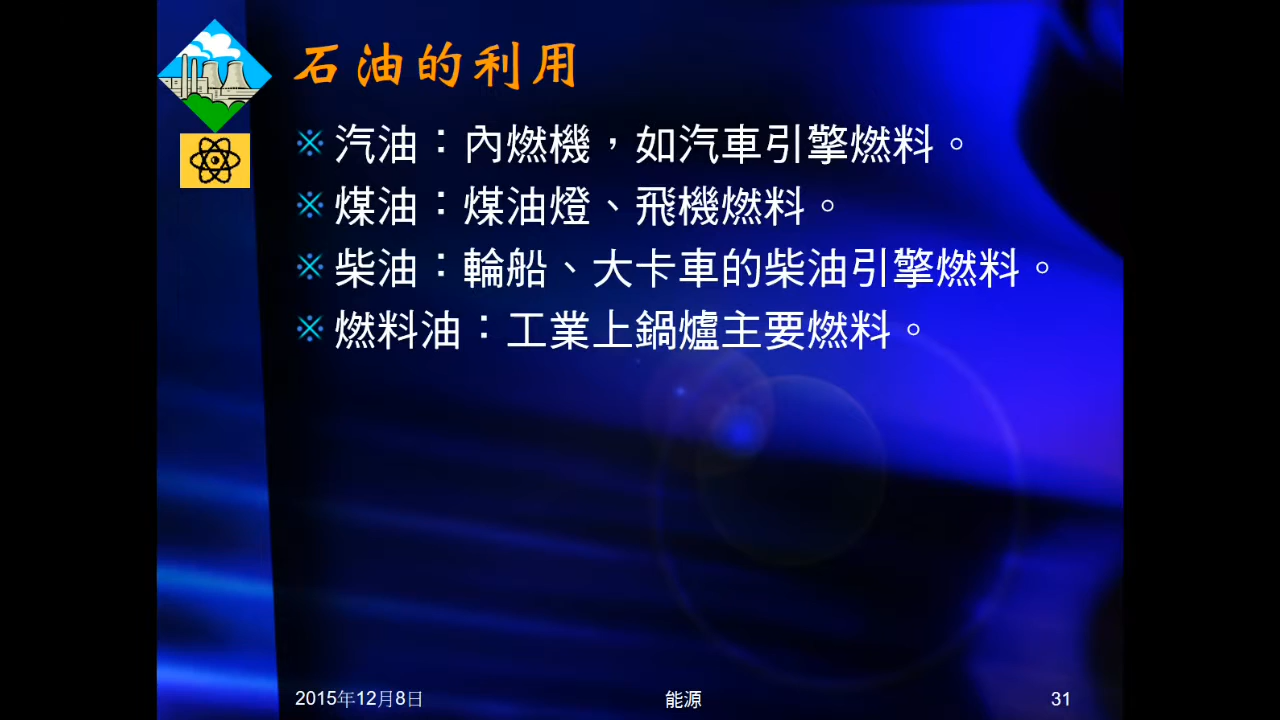 石油的利用
※汽油：內燃機，如汽車引擎燃料。
※煤油：煤油燈、飛機燃料。
※柴油：輪船、大卡車的柴油引擎燃料。
※燃料油：工業上鍋爐主要燃料。
2015年12月8日 能源 31